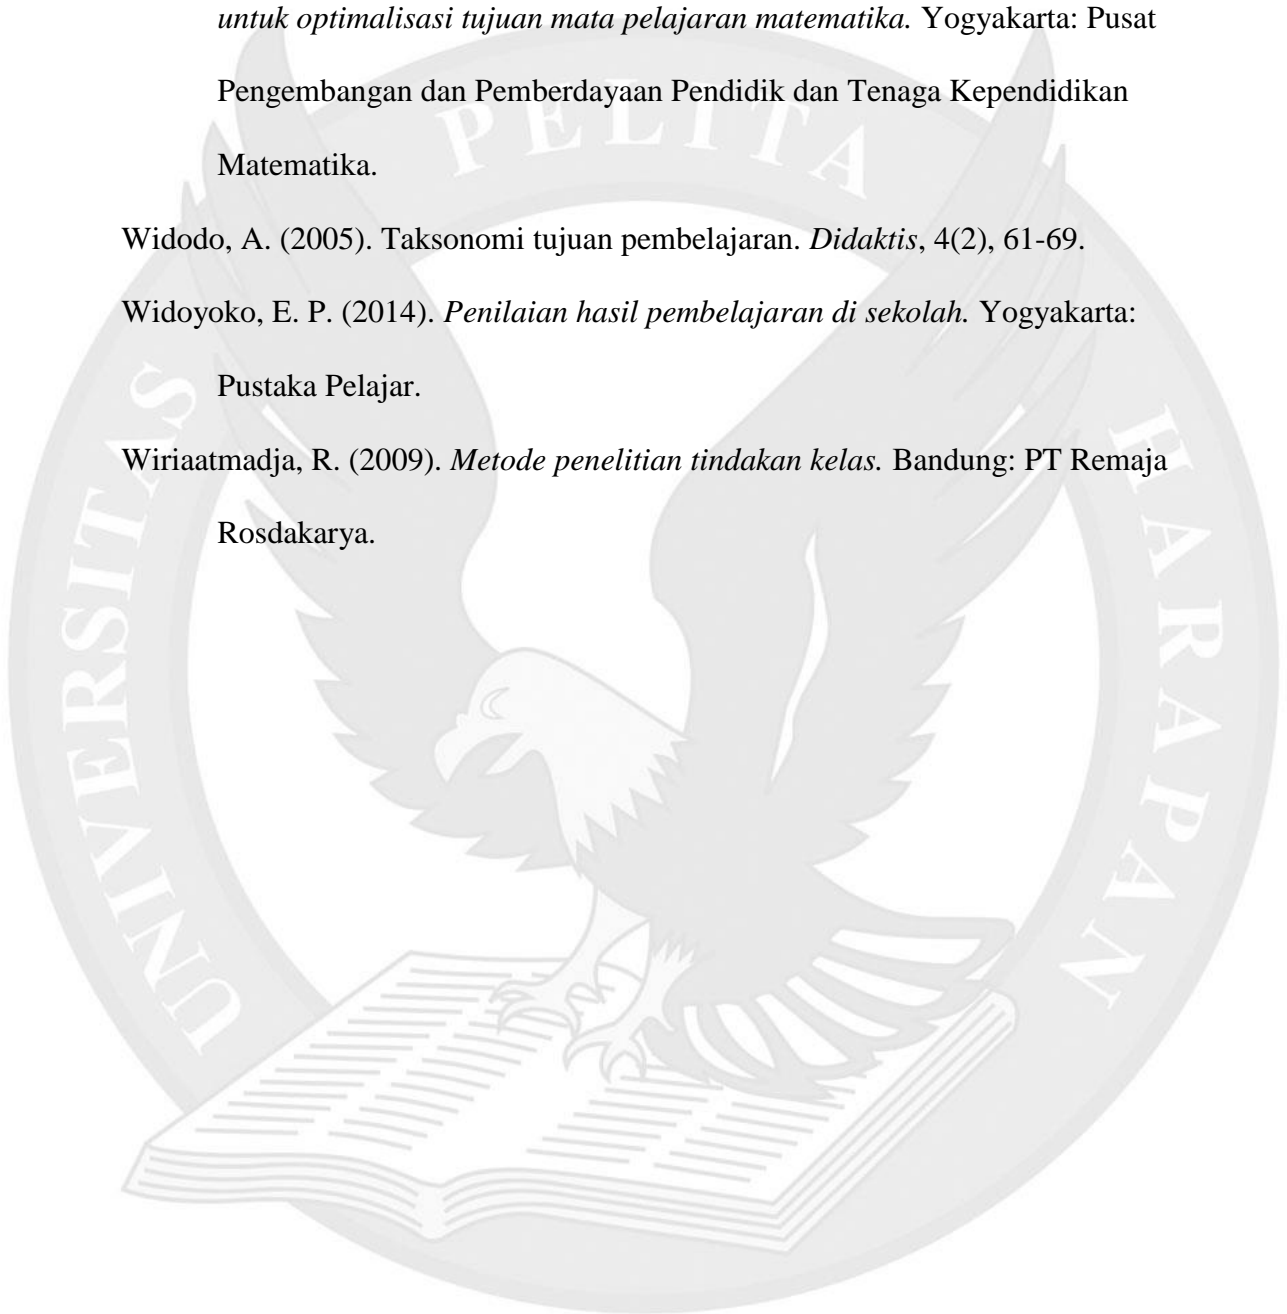 untuk optimalisasi tujuan mata pelajaran matematika. Yogyakarta: Pusat
Pengembangan dan Pemberdayaan Pendidik dan Tenaga Kependidikan
Matematika.
Widodo, A. (2005). Taksonomi tujuan pembelajaran. Didaktis, 4(2), 61-69.
Widoyoko, E. P. (2014). Penilaian hasil pembelajaran di sekolah. Yogyakarta:
Pustaka Pelajar.
Wiriaatmadja, R. (2009). Metode penelitian tindakan kelas. Bandung: PT Remaja
Rosdakarya.
UNIVERSITAS PELITA HARAPAN